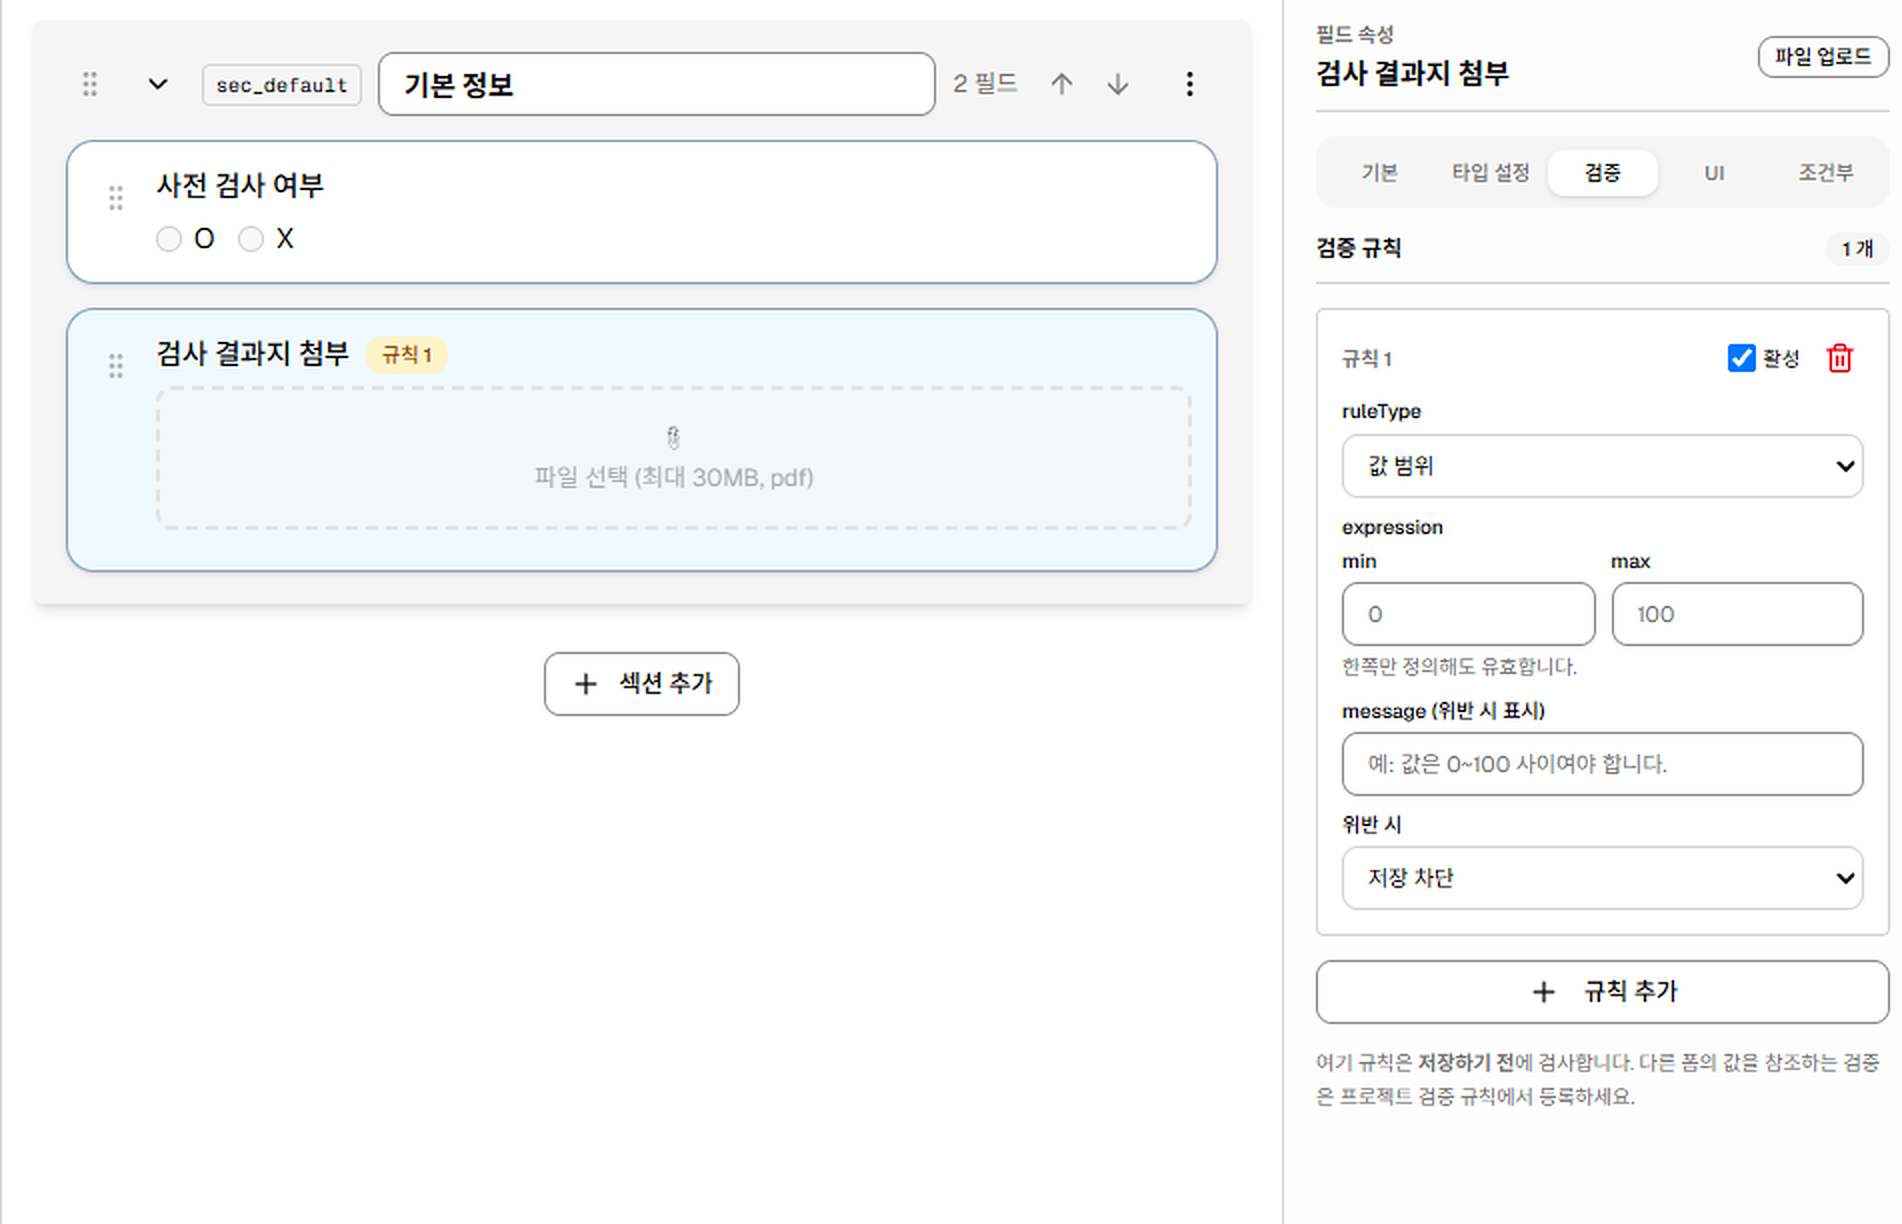 sec_default
기본 정보
2 필드
사전 검사 여부
O X
검사 결과지 첨부 규칙 1
파일 선택 (최대 30MB, pdf)
+ 섹션 추가
필드 속성
검사 결과지 첨부
파일 업로드
기본 타입 설정 검증 UI 조건부
검증 규칙 1 개
규칙 1 활성
ruleType
값 범위
expression
min max
0 100
한쪽만 정의해도 유효합니다.
message (위반 시 표시)
예: 값은 0~100 사이여야 합니다.
위반 시
저장 차단
+ 규칙 추가
여기 규칙은 저장하기 전에 검사합니다. 다른 폼의 값을 참조하는 검증
은 프로젝트 검증 규칙에서 등록하세요.